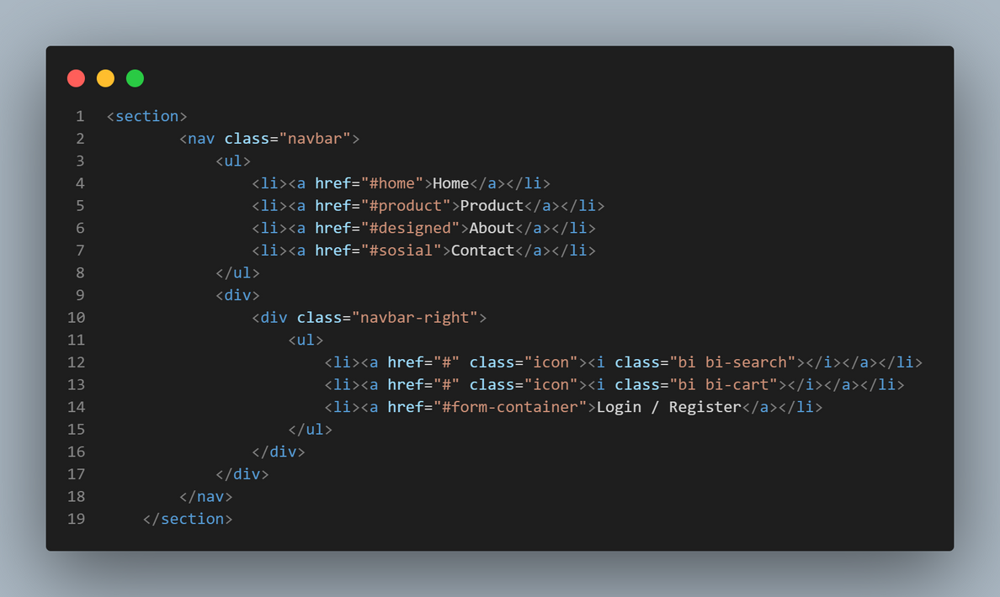 1 <section>
2         <nav class="navbar">
3             <ul>
4                 <li><a href="#home">Home</a></li>
5                 <li><a href="#product">Product</a></li>
6                 <li><a href="#designed">About</a></li>
7                 <li><a href="#sosial">Contact</a></li>
8             </ul>
9             <div>
10                 <div class="navbar-right">
11                     <ul>
12                         <li><a href="#" class="icon"><i class="bi bi-search"></i></a></li>
13                         <li><a href="#" class="icon"><i class="bi bi-cart"></i></a></li>
14                         <li><a href="#form-container">Login / Register</a></li>
15                     </ul>
16                 </div>
17             </div>
18         </nav>
19     </section>